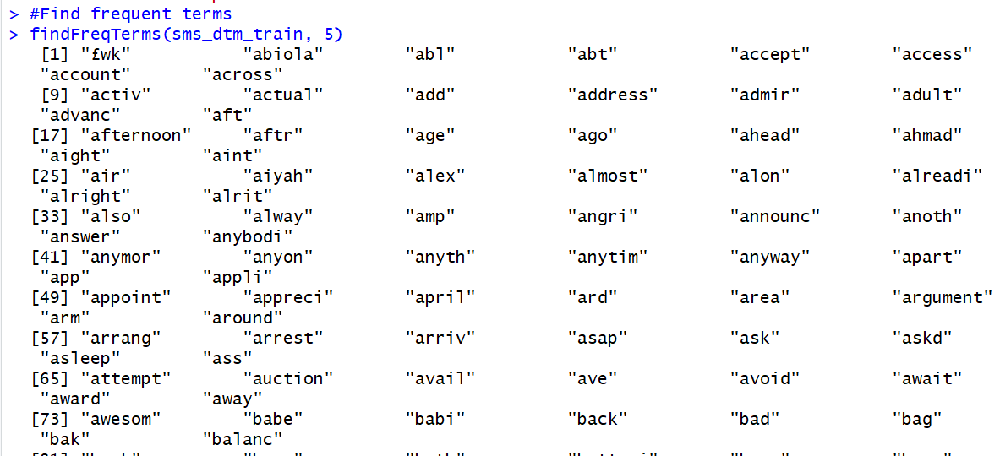 > #Find frequent terms
> findFreqTerms(sms_dtm_train, 5)
[1] "£wk" "abiola" "abl" "abt" "accept" "access"
"account" "across"
[9] "activ" "actual" "add" "address" "admir" "adult"
"advanc" "aft"
[17] "afternoon" "aftr" "age" "ago" "ahead" "ahmad"
"aight" "aint"
[25] "air" "aiyah" "alex" "almost" "alon" "alreadi"
"alright" "alrit"
[33] "also" "alway" "amp" "angri" "announc" "anoth"
"answer" "anybodi"
[41] "anymor" "anyon" "anyth" "anytim" "anyway" "apart"
"app" "appli"
[49] "appoint" "appreci" "april" "ard" "area" "argument"
"arm" "around"
[57] "arrang" "arrest" "arriv" "asap" "ask" "askd"
"asleep" "ass"
[65] "attempt" "auction" "avail" "ave" "avoid" "await"
"award" "away"
[73] "awesom" "babe" "babi" "back" "bad" "bag"
"bak" "balanc"